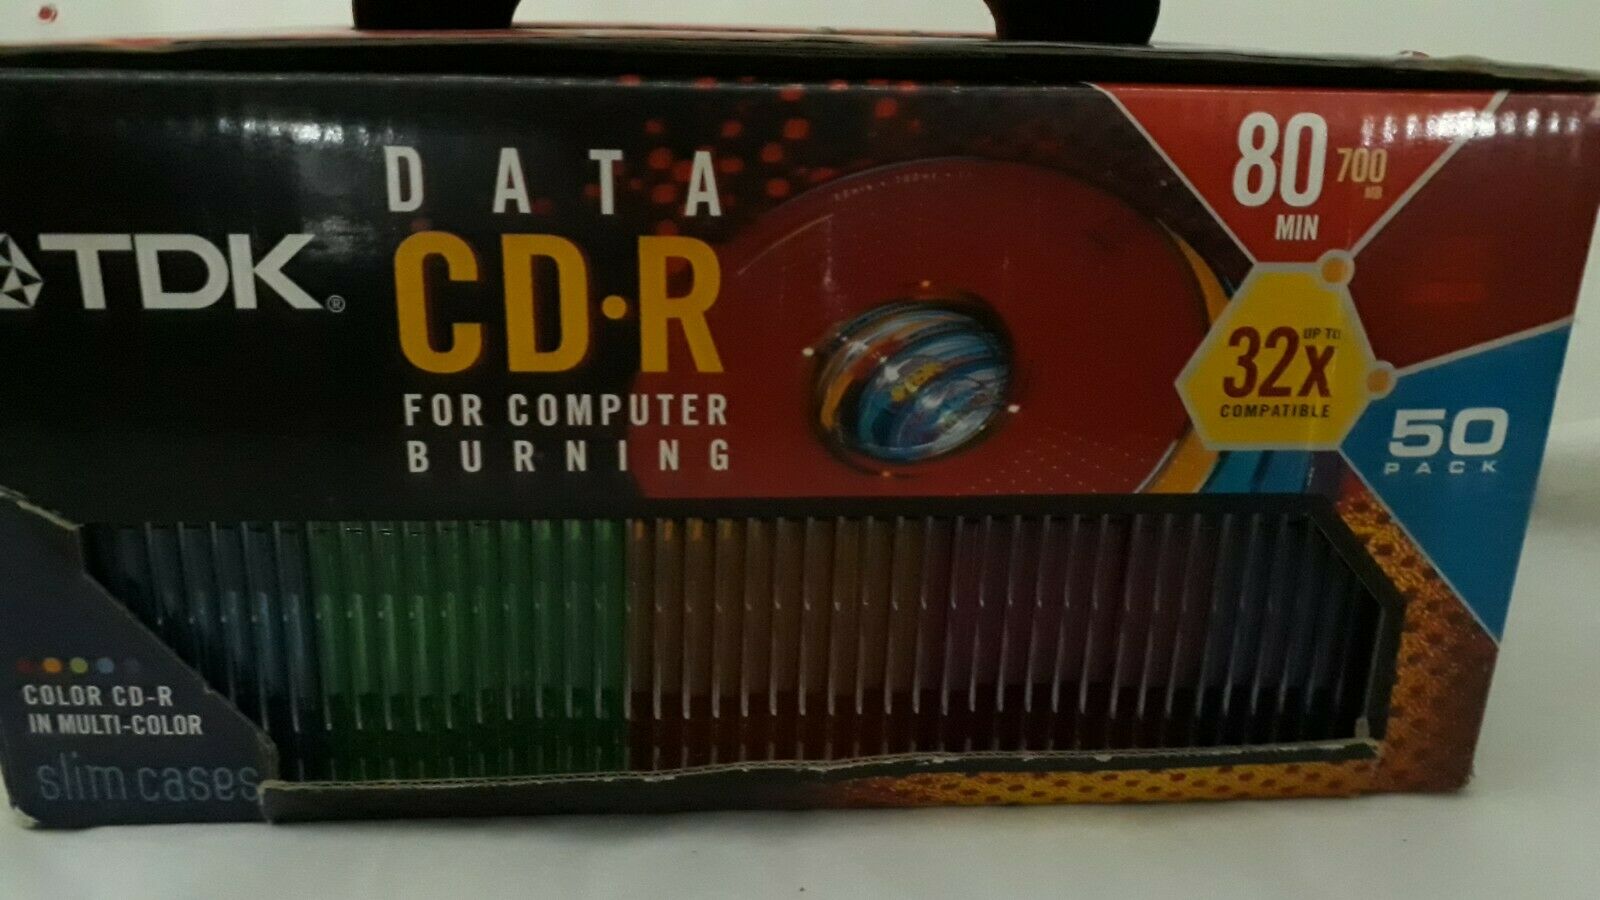 TDK®
DATA
CD·R
FOR COMPUTER
BURNING
80 700
MIN MB
UP TO
32x
COMPATIBLE
50
PACK
COLOR CD-R
IN MULTI-COLOR
slim cases